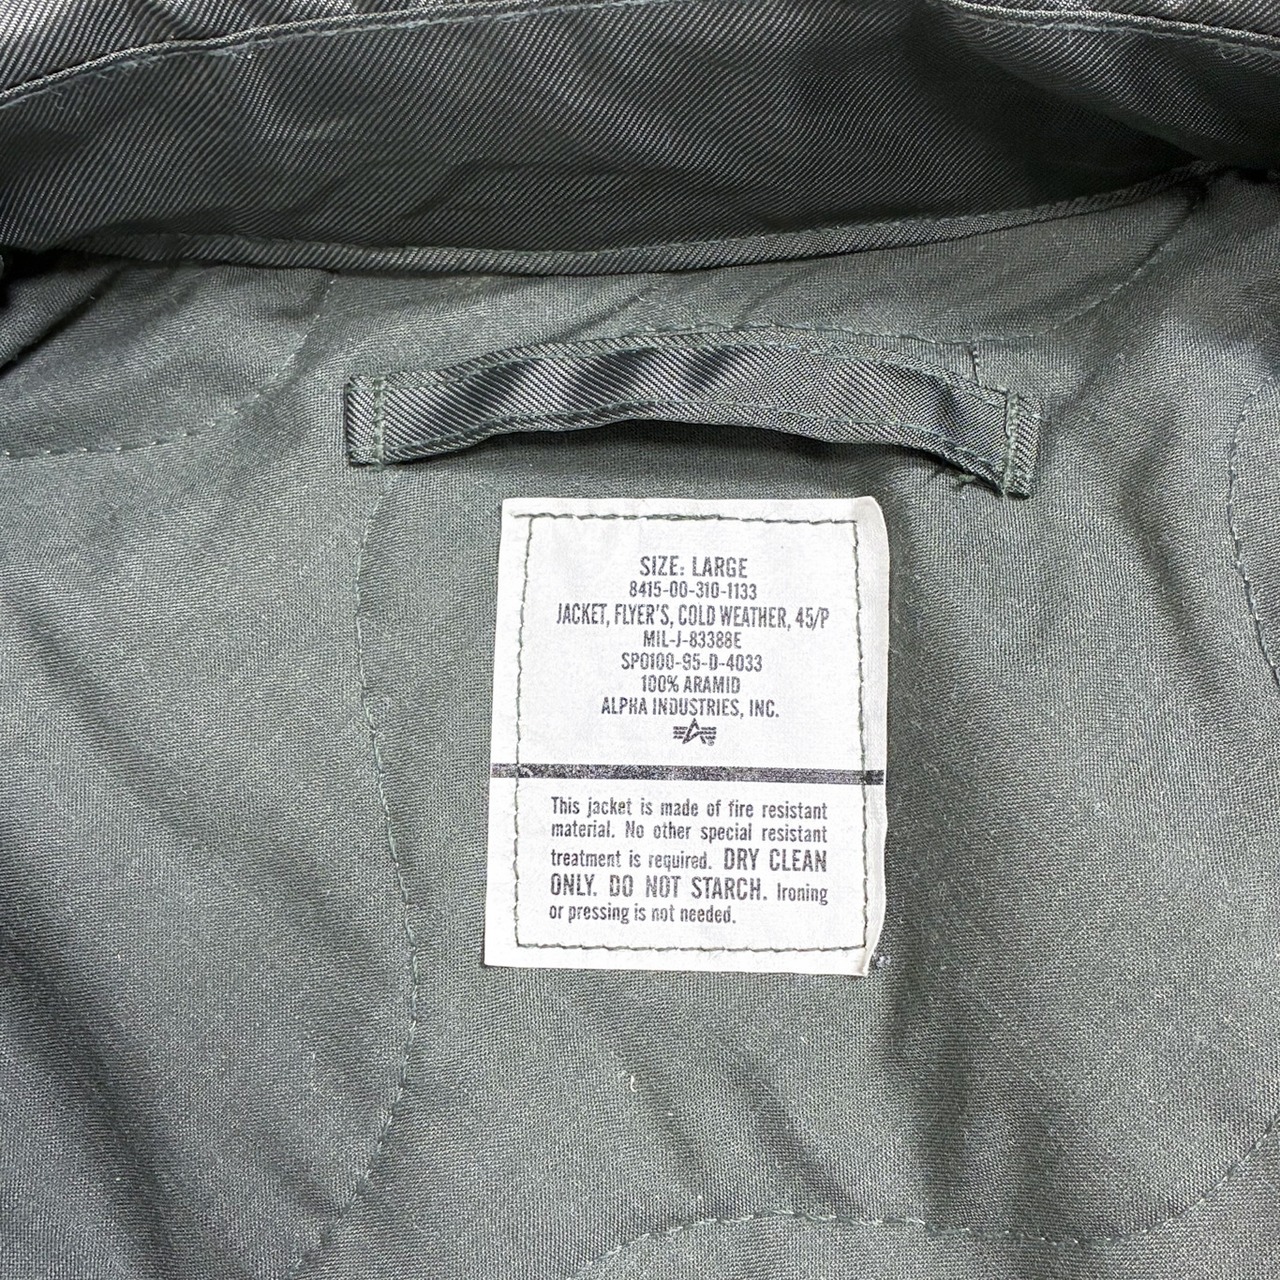 SIZE: LARGE
8415-00-310-1133
JACKET, FLYER'S, COLD WEATHER, 45/P
MIL-J-83388E
SPO100-95-D-4033
100% ARAMID
ALPHA INDUSTRIES, INC.
This jacket is made of fire resistant
material. No other special resistant
treatment is required. DRY CLEAN
ONLY. DO NOT STARCH. Ironing
or pressing is not needed.